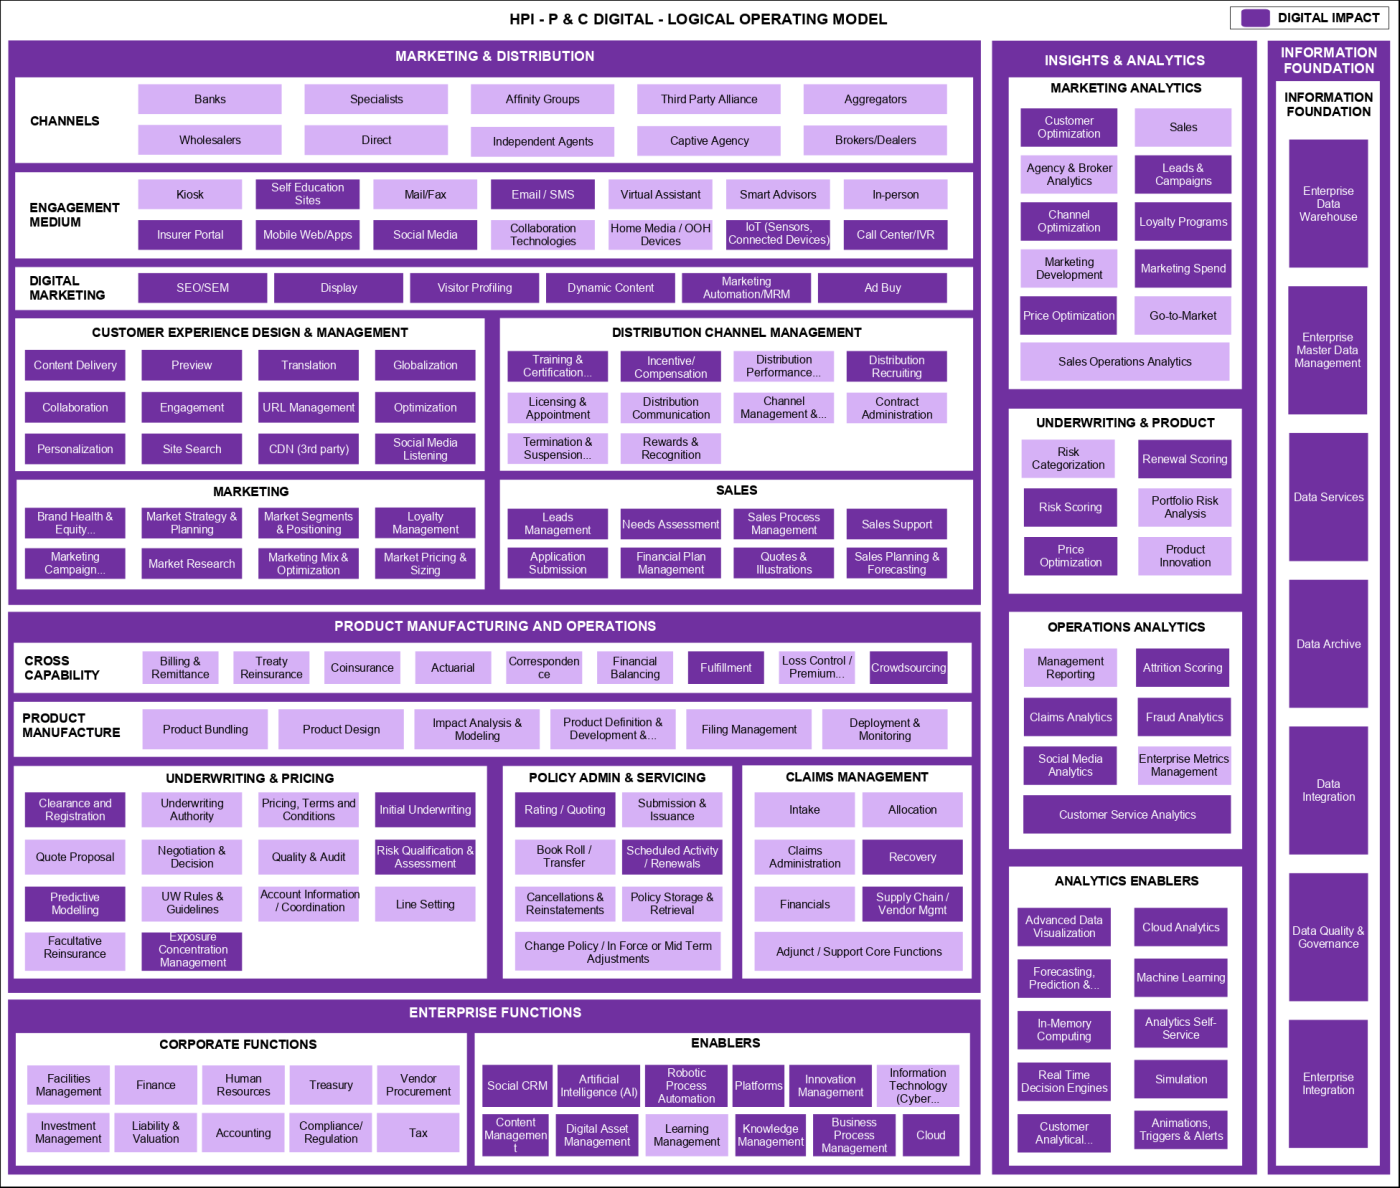 HPI - P & C DIGITAL - LOGICAL OPERATING MODEL
DIGITAL IMPACT
MARKETING & DISTRIBUTION
CHANNELS
Banks
Specialists
Affinity Groups
Third Party Alliance
Aggregators
Wholesalers
Direct
Independent Agents
Captive Agency
Brokers/Dealers
ENGAGEMENT
MEDIUM
Kiosk
Self Education
Sites
Mail/Fax
Email / SMS
Virtual Assistant
Smart Advisors
In-person
Insurer Portal
Mobile Web/Apps
Social Media
Collaboration
Technologies
Home Media / OOH
Devices
IoT (Sensors,
Connected Devices)
Call Center/IVR
DIGITAL
MARKETING
SEO/SEM
Display
Visitor Profiling
Dynamic Content
Marketing
Automation/MRM
Ad Buy
CUSTOMER EXPERIENCE DESIGN & MANAGEMENT
Content Delivery
Preview
Translation
Globalization
Collaboration
Engagement
URL Management
Optimization
Personalization
Site Search
CDN (3rd party)
Social Media
Listening
DISTRIBUTION CHANNEL MANAGEMENT
Training &
Certification...
Incentive/
Compensation
Distribution
Performance...
Distribution
Recruiting
Licensing &
Appointment
Distribution
Communication
Channel
Management &...
Contract
Administration
Termination &
Suspension...
Rewards &
Recognition
MARKETING
Brand Health &
Equity...
Market Strategy &
Planning
Market Segments
& Positioning
Loyalty
Management
Marketing
Campaign...
Market Research
Marketing Mix &
Optimization
Market Pricing &
Sizing
SALES
Leads
Management
Needs Assessment
Sales Process
Management
Sales Support
Application
Submission
Financial Plan
Management
Quotes &
Illustrations
Sales Planning &
Forecasting
PRODUCT MANUFACTURING AND OPERATIONS
CROSS
CAPABILITY
Billing &
Remittance
Treaty
Reinsurance
Coinsurance
Actuarial
Corresponden
ce
Financial
Balancing
Fulfillment
Loss Control /
Premium...
Crowdsourcing
PRODUCT
MANUFACTURE
Product Bundling
Product Design
Impact Analysis &
Modeling
Product Definition &
Development &...
Filing Management
Deployment &
Monitoring
UNDERWRITING & PRICING
Clearance and
Registration
Underwriting
Authority
Pricing, Terms and
Conditions
Initial Underwriting
Quote Proposal
Negotiation &
Decision
Quality & Audit
Risk Qualification &
Assessment
Predictive
Modelling
UW Rules &
Guidelines
Account Information
/ Coordination
Line Setting
Facultative
Reinsurance
Exposure
Concentration
Management
POLICY ADMIN & SERVICING
Rating / Quoting
Submission &
Issuance
Book Roll /
Transfer
Scheduled Activity
/ Renewals
Cancellations &
Reinstatements
Policy Storage &
Retrieval
Change Policy / In Force or Mid Term
Adjustments
CLAIMS MANAGEMENT
Intake
Allocation
Claims
Administration
Recovery
Financials
Supply Chain /
Vendor Mgmt
Adjunct / Support Core Functions
ENTERPRISE FUNCTIONS
CORPORATE FUNCTIONS
Facilities
Management
Finance
Human
Resources
Treasury
Vendor
Procurement
Investment
Management
Liability &
Valuation
Accounting
Compliance/
Regulation
Tax
ENABLERS
Social CRM
Artificial
Intelligence (AI)
Robotic
Process
Automation
Platforms
Innovation
Management
Information
Technology
(Cyber...
Content
Managemen
t
Digital Asset
Management
Learning
Management
Knowledge
Management
Business
Process
Management
Cloud
INSIGHTS & ANALYTICS
MARKETING ANALYTICS
Customer
Optimization
Sales
Agency & Broker
Analytics
Leads &
Campaigns
Channel
Optimization
Loyalty Programs
Marketing
Development
Marketing Spend
Price Optimization
Go-to-Market
Sales Operations Analytics
UNDERWRITING & PRODUCT
Risk
Categorization
Renewal Scoring
Risk Scoring
Portfolio Risk
Analysis
Price
Optimization
Product
Innovation
OPERATIONS ANALYTICS
Management
Reporting
Attrition Scoring
Claims Analytics
Fraud Analytics
Social Media
Analytics
Enterprise Metrics
Management
Customer Service Analytics
ANALYTICS ENABLERS
Advanced Data
Visualization
Cloud Analytics
Forecasting,
Prediction &...
Machine Learning
In-Memory
Computing
Analytics Self-
Service
Real Time
Decision Engines
Simulation
Customer
Analytical...
Animations,
Triggers & Alerts
INFORMATION
FOUNDATION
INFORMATION
FOUNDATION
Enterprise
Data
Warehouse
Enterprise
Master Data
Management
Data Services
Data Archive
Data
Integration
Data Quality &
Governance
Enterprise
Integration